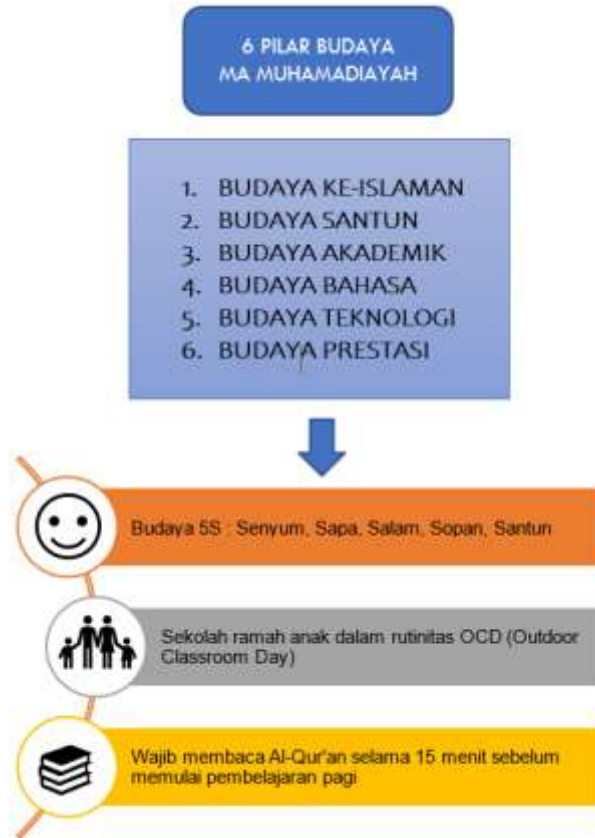 6 PILAR BUDAYA
MA MUHAMADIAYAH
1. BUDAYA KE-ISLAMAN
2. BUDAYA SANTUN
3. BUDAYA AKADEMIK
4. BUDAYA BAHASA
5. BUDAYA TEKNOLOGI
6. BUDAYA PRESTASI
Budaya 5S : Senyum, Sapa, Salam, Sopan, Santun
Sekolah ramah anak dalam rutinitas OCD (Outdoor
Classroom Day)
Wajib membaca Al-Qur'an selama 15 menit sebelum
memulai pembelajaran pagi